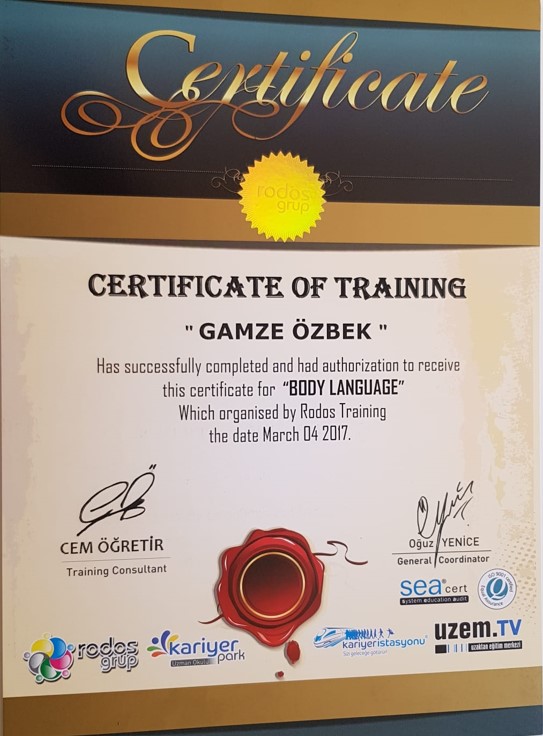 Certificate
rodos
grup
CERTIFICATE OF TRAINING
" GAMZE ÖZBEK "
Has successfully completed and had authorization to receive
this certificate for “BODY LANGUAGE”
Which organised by Rodos Training
the date March 04 2017.
CEM ÖĞRETİR
Training Consultant
Oğuz YENİCE
General Coordinator
sea cert
system education audit
rodos
grup
kariyer
park
Uzman Okulu
kariyeristasyonu
Sizi geleceğe götürür
uzem.TV
uzaktan eğitim merkezi